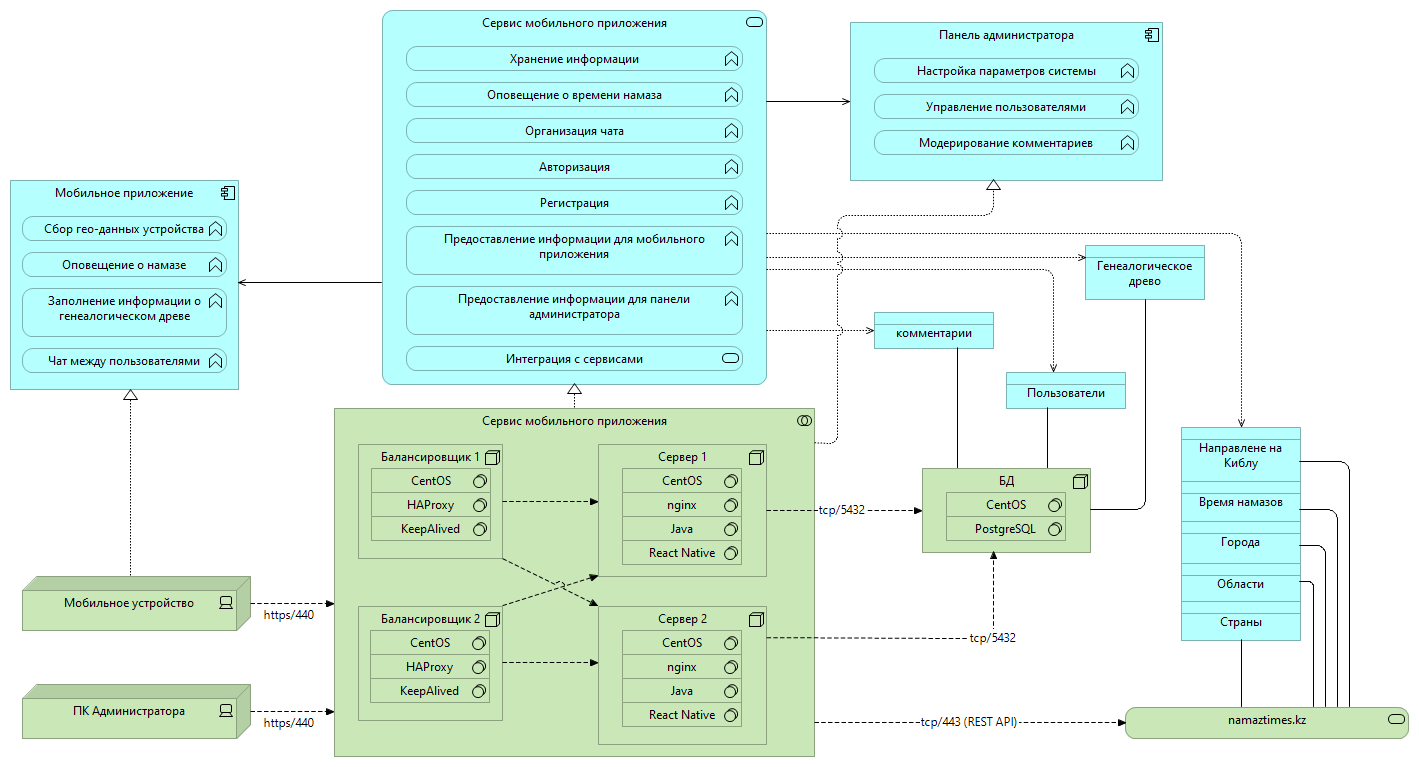 Сервис мобильного приложения
Хранение информации
Оповещение о времени намаза
Организация чата
Авторизация
Регистрация
Предоставление информации для мобильного
приложения
Предоставление информации для панели
администратора
Интеграция с сервисами
Панель администратора
Настройка параметров системы
Управление пользователями
Модерирование комментариев
Мобильное приложение
Сбор гео-данных устройства
Оповещение о намазе
Заполнение информации о
генеалогическом древе
Чат между пользователями
Генеалогическое
древо
комментарии
Пользователи
Направлене на
Киблу
Время намазов
Города
Области
Страны
Сервис мобильного приложения
Балансировщик 1
CentOS
HAProxy
KeepAlived
Сервер 1
CentOS
nginx
Java
React Native
Балансировщик 2
CentOS
HAProxy
KeepAlived
Сервер 2
CentOS
nginx
Java
React Native
tcp/5432
БД
CentOS
PostgreSQL
tcp/5432
Мобильное устройство
https/440
ПК Администратора
https/440
tcp/443 (REST API)
namaztimes.kz